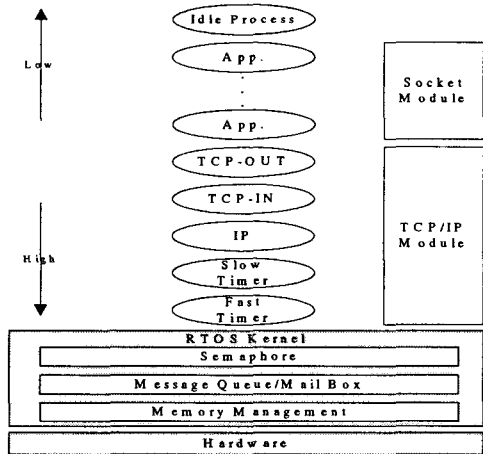 Idle Process
Low
App.
Socket
Module
App.
TCP-OUT
TCP-IN
TCP/IP
Module
IP
High
Slow
Timer
Fast
Timer
RTOS Kernel
Semaphore
Message Queue/Mail Box
Memory Management
Hardware